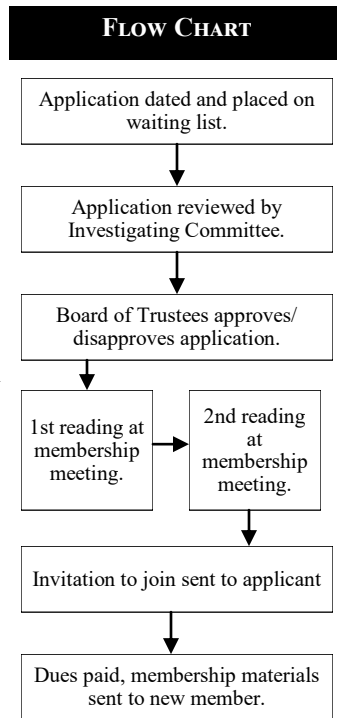 FLOW CHART
Application dated and placed on
waiting list.
Application reviewed by
Investigating Committee.
Board of Trustees approves/
disapproves application.
1st reading at
membership
meeting.
2nd reading
at
membership
meeting.
Invitation to join sent to applicant
Dues paid, membership materials
sent to new member.